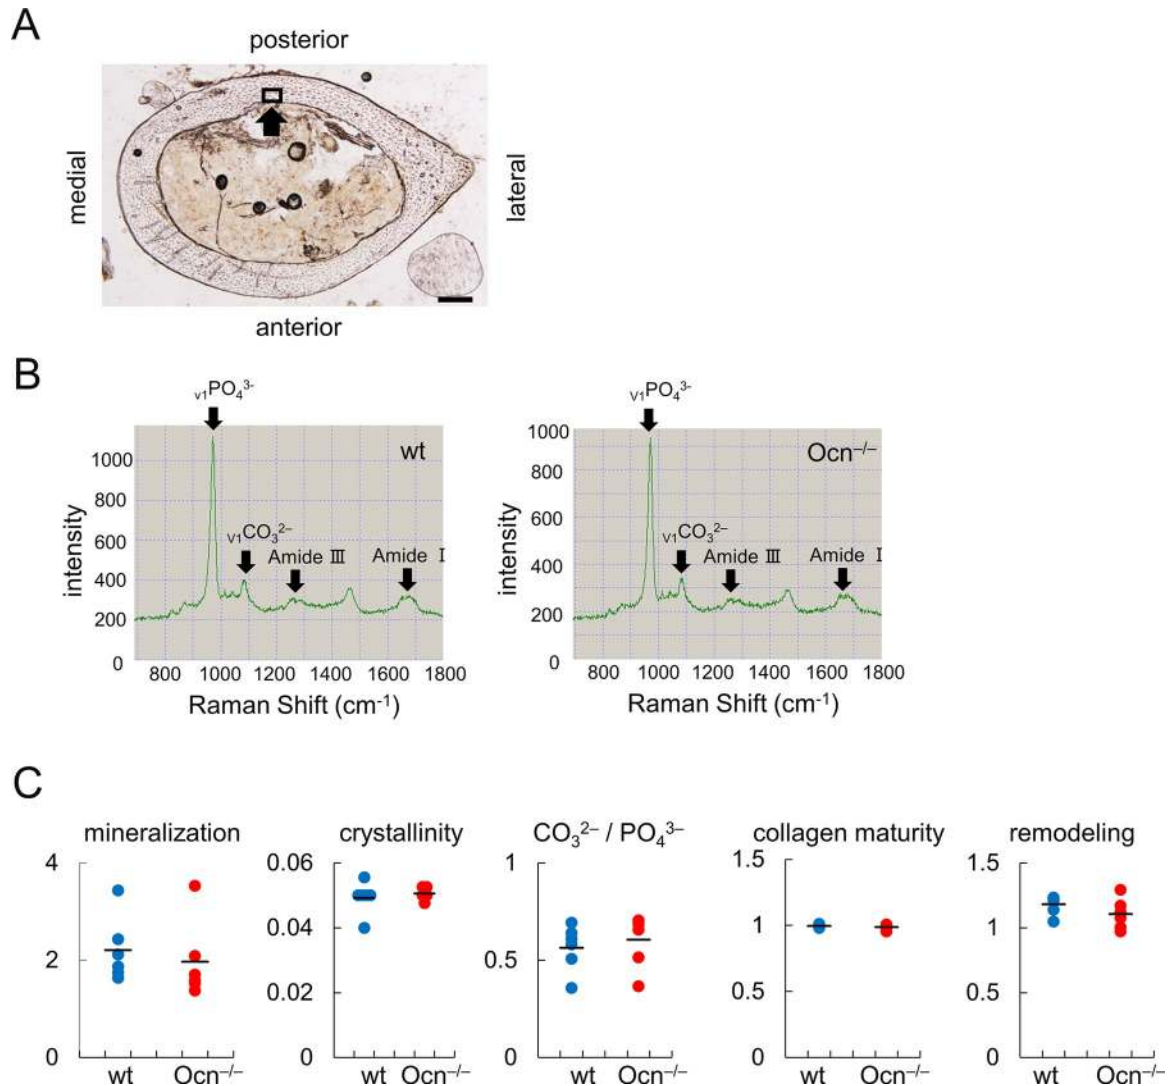 A
posterior
medial
lateral
anterior
B
ν1PO₄³⁻
wt
ν1CO₃²⁻
Amide Ⅲ
Amide Ⅰ
intensity
1000
800
600
400
200
0
800 1000 1200 1400 1600 1800
Raman Shift (cm⁻¹)
ν1PO₄³⁻
Ocn⁻/⁻
ν1CO₃²⁻
Amide Ⅲ
Amide Ⅰ
intensity
1000
800
600
400
200
0
800 1000 1200 1400 1600 1800
Raman Shift (cm⁻¹)
C
mineralization
4
2
0
wt Ocn⁻/⁻
crystallinity
0.06
0.04
0.02
0
wt Ocn⁻/⁻
CO₃²⁻ / PO₄³⁻
1
0.5
0
wt Ocn⁻/⁻
collagen maturity
1.5
1
0.5
0
wt Ocn⁻/⁻
remodeling
1.5
1
0.5
0
wt Ocn⁻/⁻